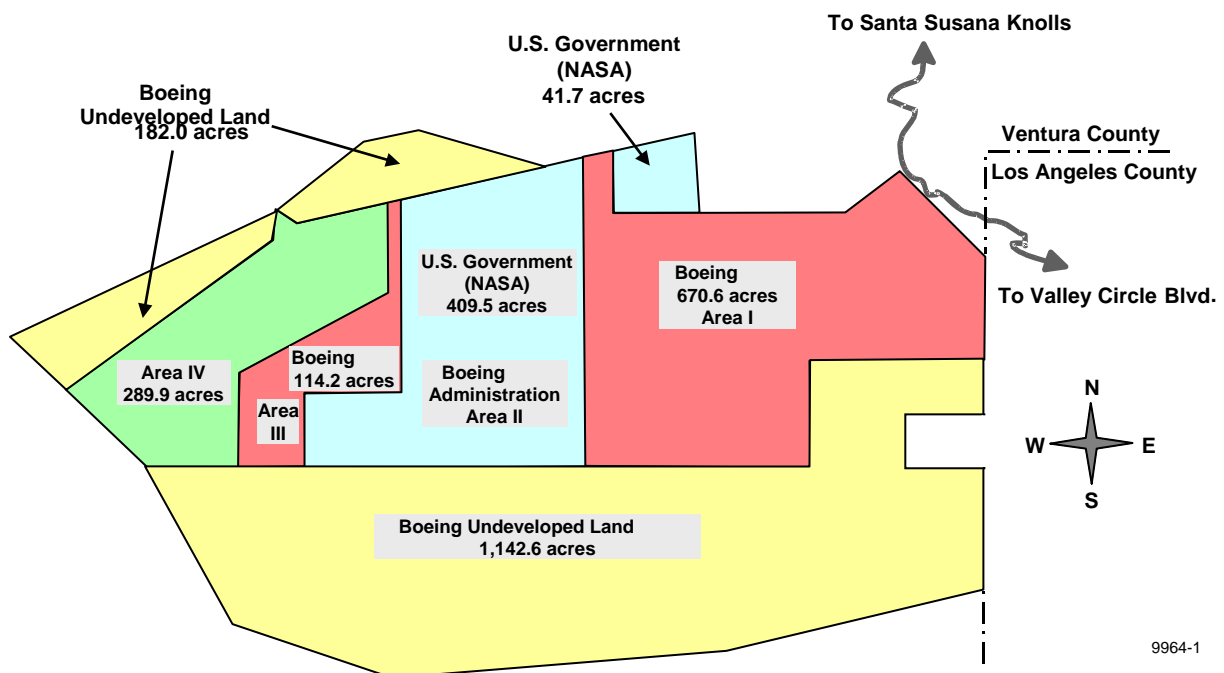 To Santa Susana Knolls
U.S. Government
(NASA)
41.7 acres
Boeing
Undeveloped Land
182.0 acres
Ventura County
Los Angeles County
U.S. Government
(NASA)
409.5 acres
Boeing
670.6 acres
Area I
To Valley Circle Blvd.
Area IV
289.9 acres
Boeing
114.2 acres
Boeing
Administration
Area II
Area
III
N
W
E
S
Boeing Undeveloped Land
1,142.6 acres
9964-1